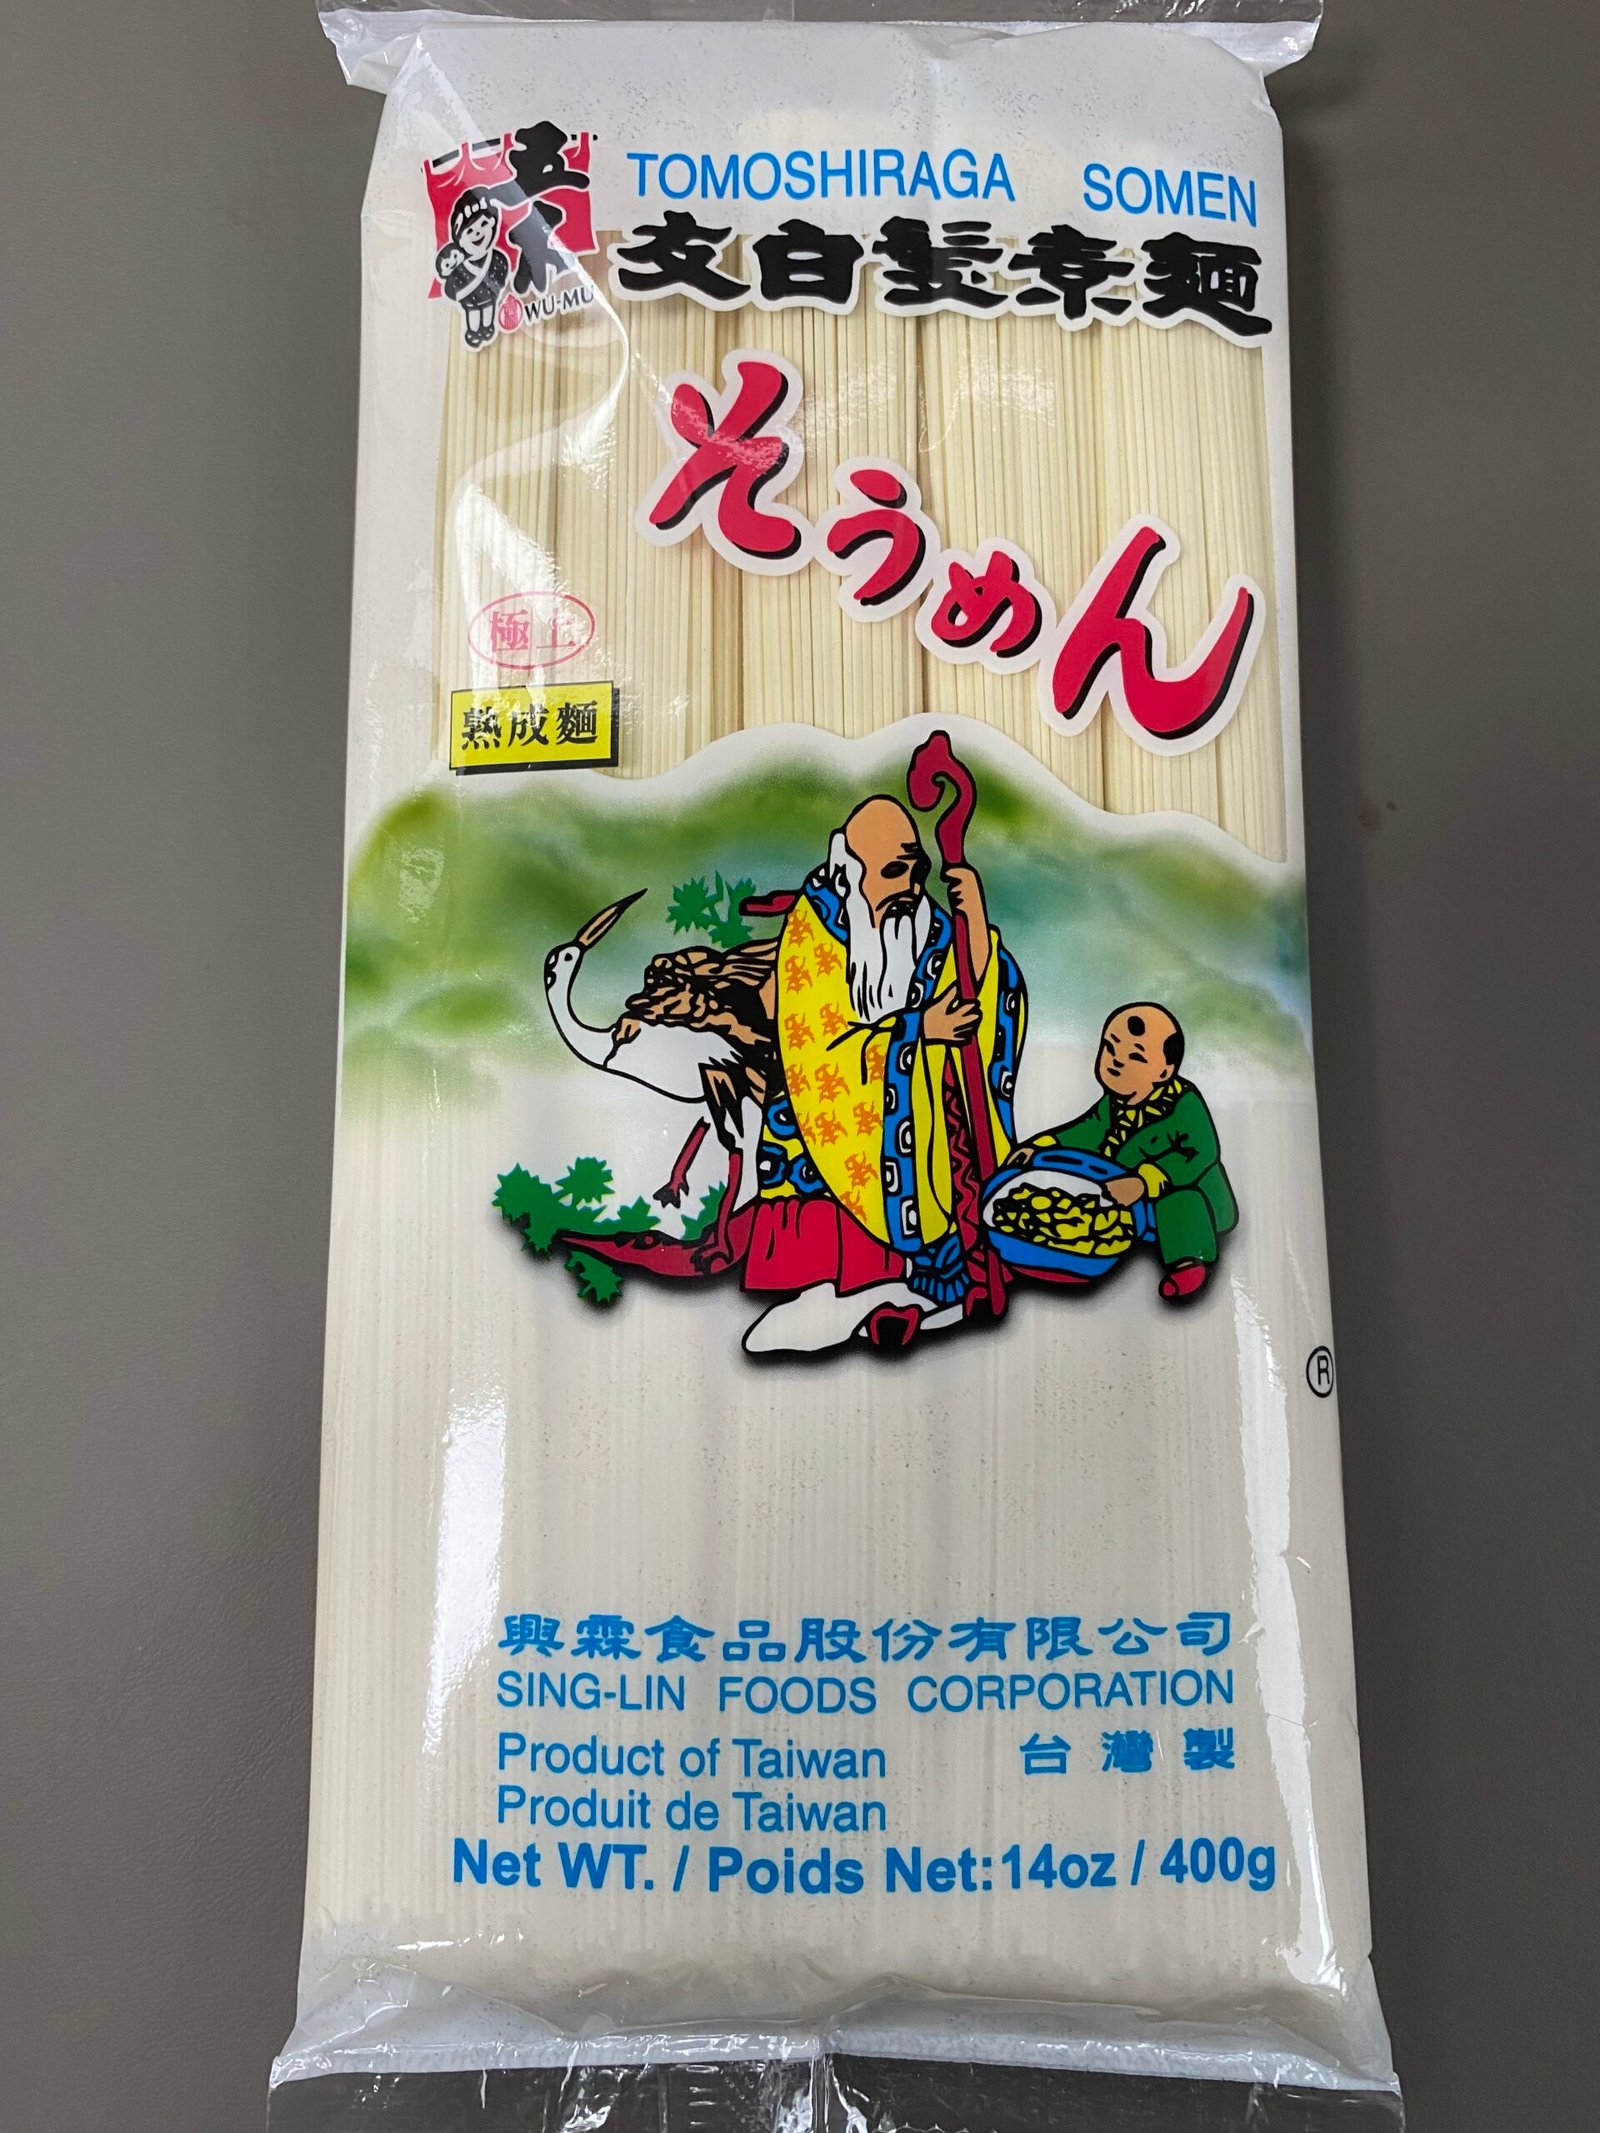 五木
WU-MU
TOMOSHIRAGA SOMEN
友白髮素麵
そうめん
極上
熟成麵
®
興霖食品股份有限公司
SING-LIN FOODS CORPORATION
Product of Taiwan 台灣製
Produit de Taiwan
Net WT. / Poids Net:14oz / 400g